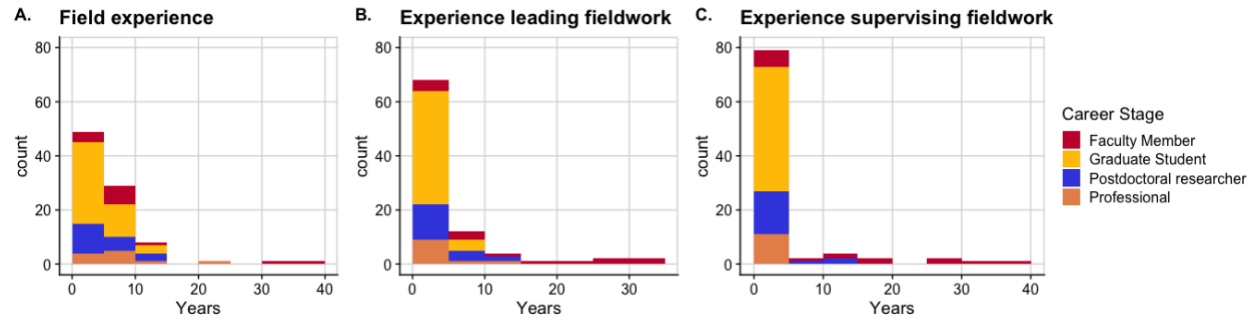 A. Field experience
80
60
40
20
0
count
0 10 20 30 40
Years
B. Experience leading fieldwork
80
60
40
20
0
count
0 10 20 30
Years
C. Experience supervising fieldwork
80
60
40
20
0
count
0 10 20 30 40
Years
Career Stage
Faculty Member
Graduate Student
Postdoctoral researcher
Professional